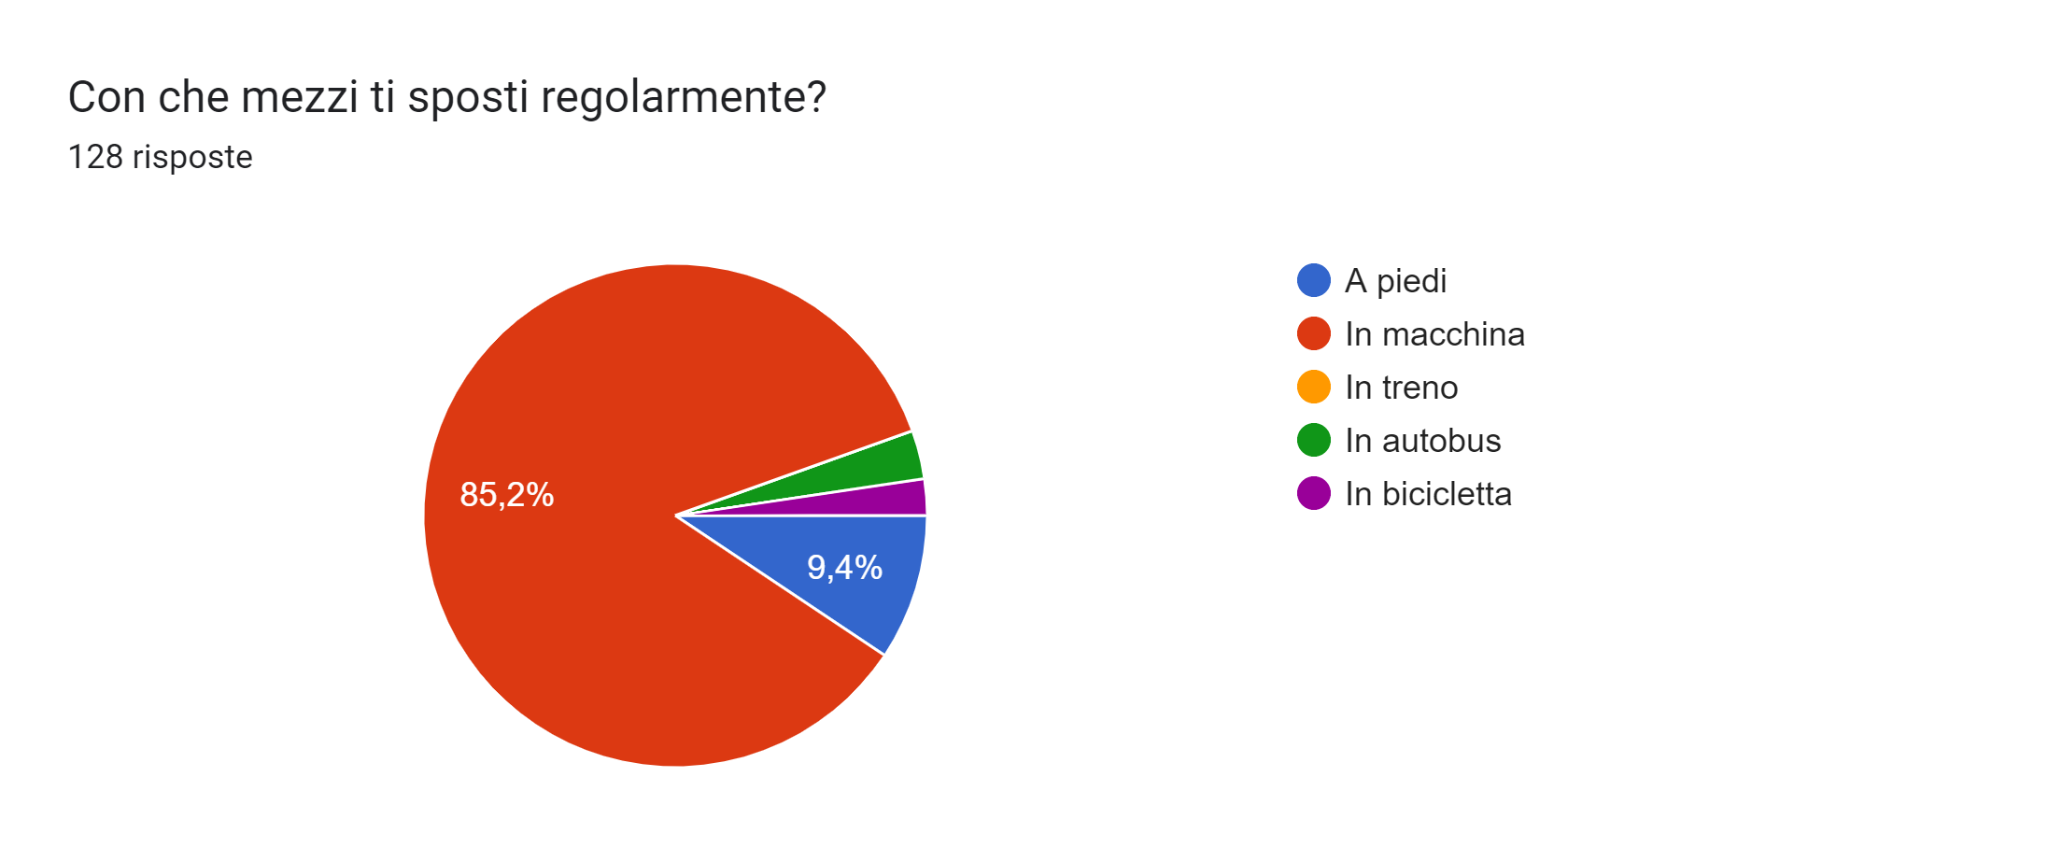 Con che mezzi ti sposti regolarmente?
128 risposte
85,2%
9,4%
A piedi
In macchina
In treno
In autobus
In bicicletta